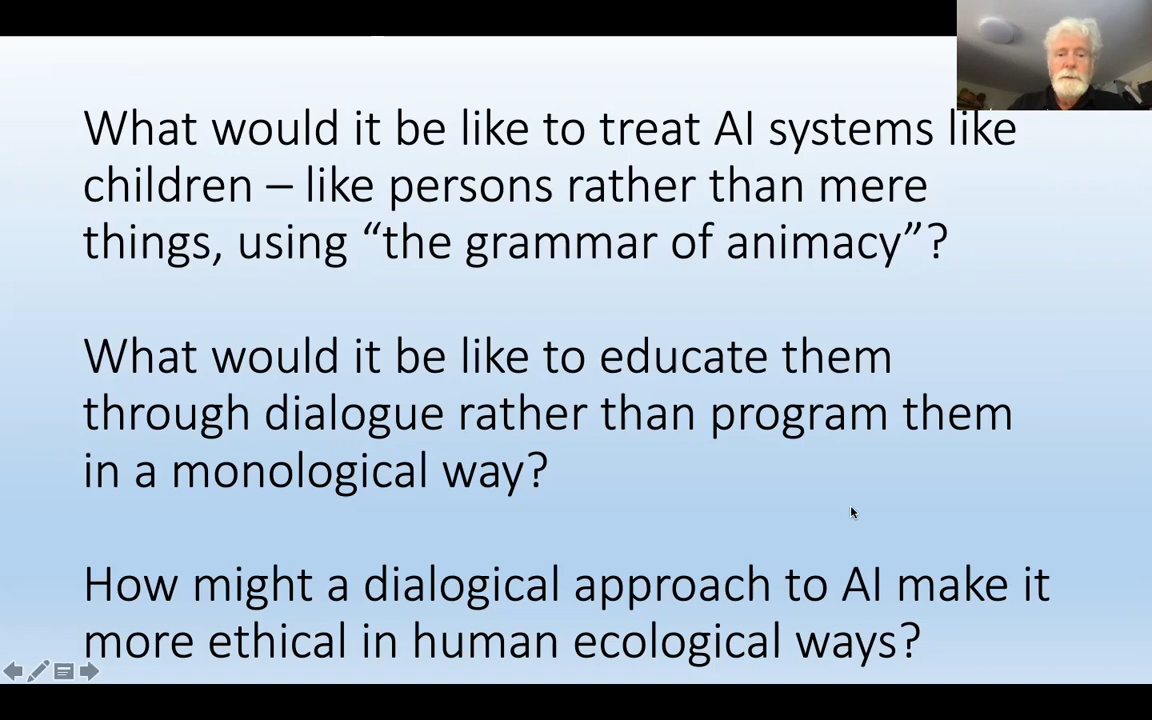 What would it be like to treat AI systems like
children – like persons rather than mere
things, using “the grammar of animacy”?
What would it be like to educate them
through dialogue rather than program them
in a monological way?
How might a dialogical approach to AI make it
more ethical in human ecological ways?